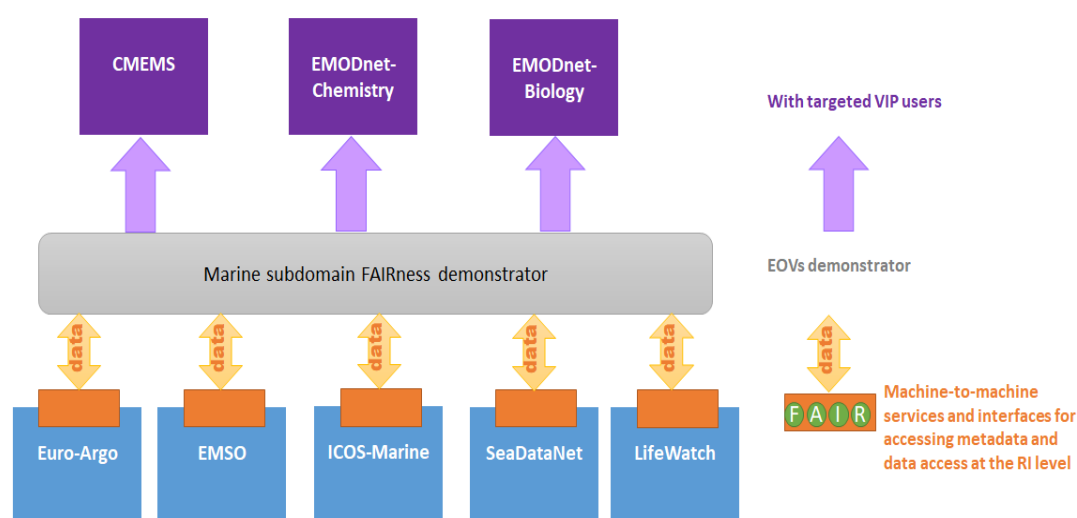 CMEMS
EMODnet-
Chemistry
EMODnet-
Biology
With targeted VIP users
Marine subdomain FAIRness demonstrator
EOVs demonstrator
data
data
data
data
data
data
Euro-Argo
EMSO
ICOS-Marine
SeaDataNet
LifeWatch
F A I R
Machine-to-machine
services and interfaces for
accessing metadata and
data access at the RI level